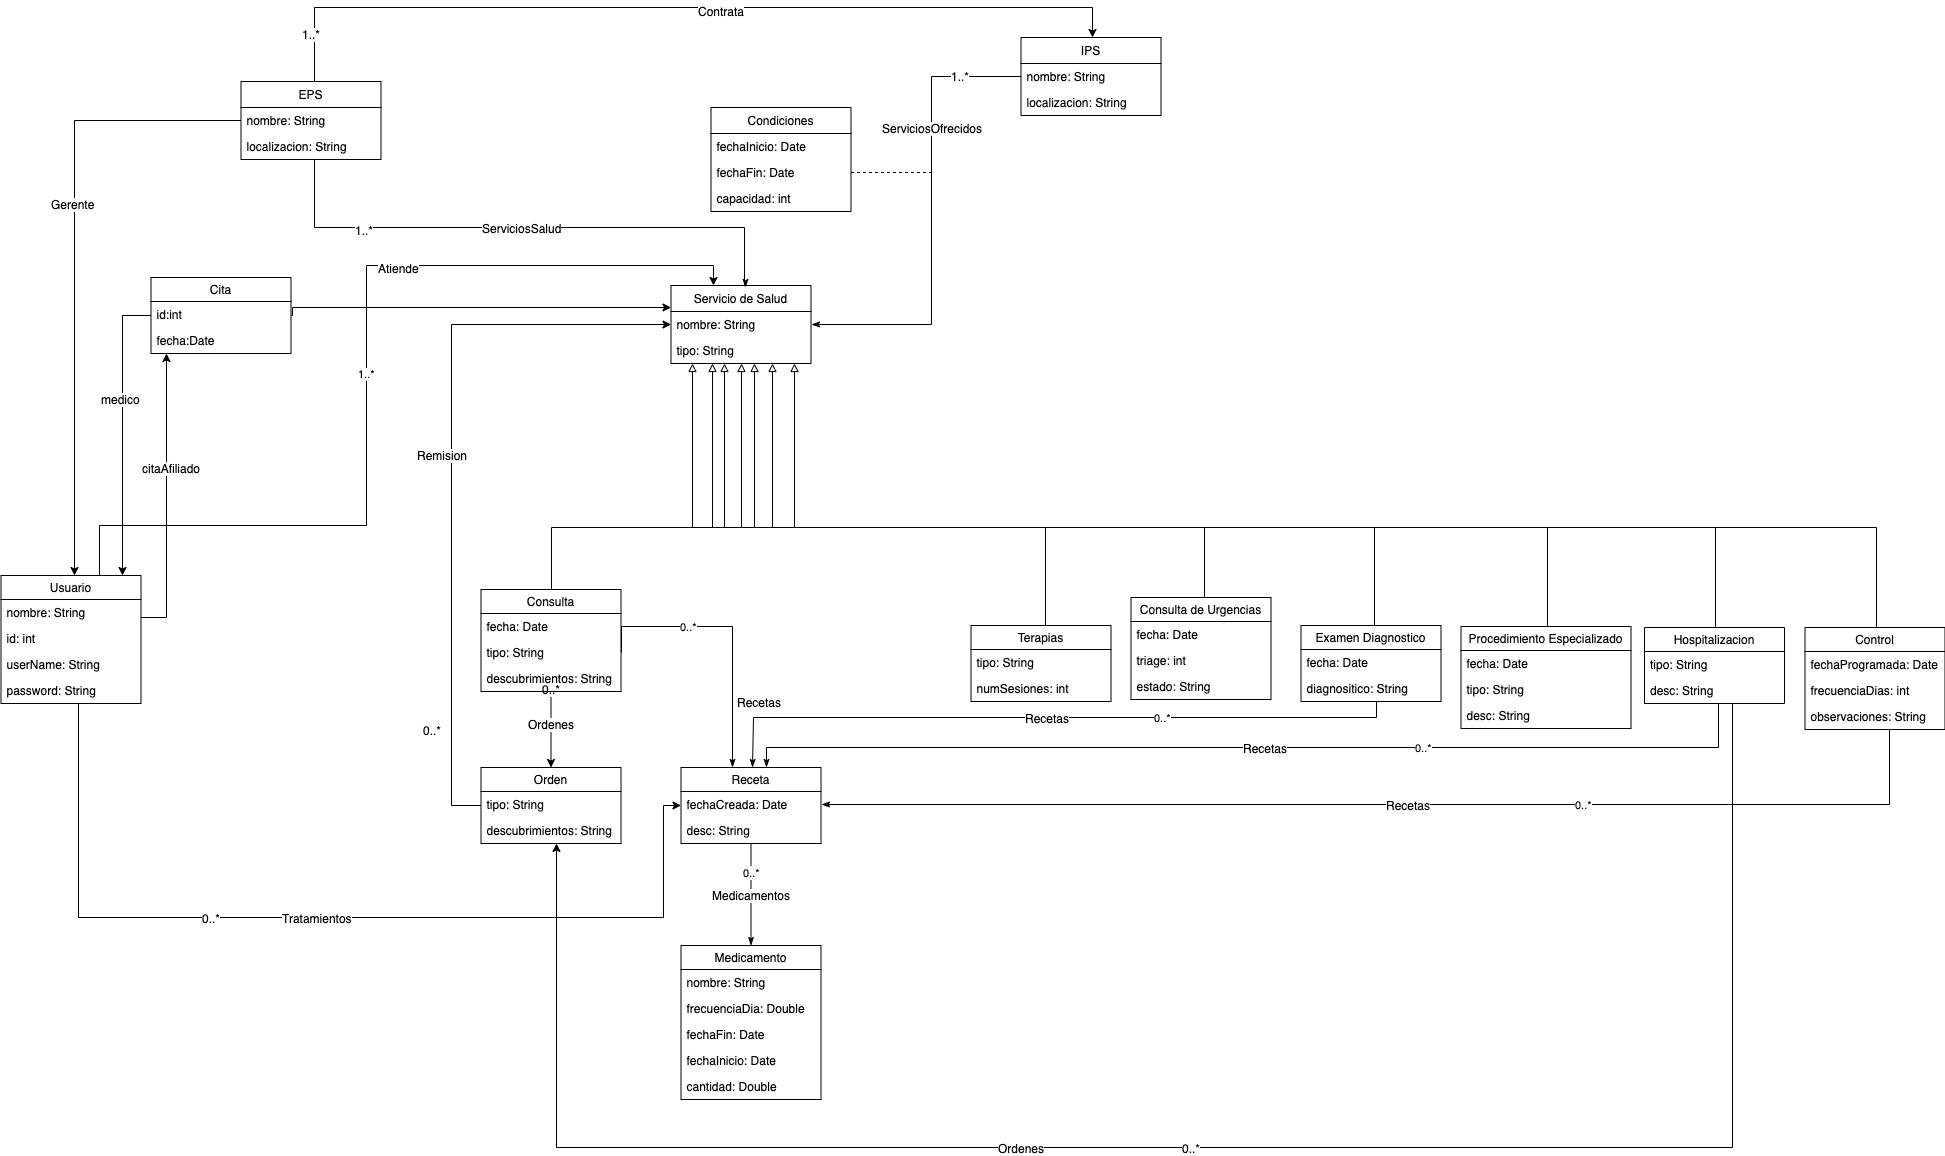 Contrata
1..*
IPS
nombre: String
localizacion: String
1..*
EPS
nombre: String
localizacion: String
Condiciones
fechaInicio: Date
fechaFin: Date
capacidad: int
ServiciosOfrecidos
Gerente
1..*
ServiciosSalud
Atiende
Cita
id:int
fecha:Date
Servicio de Salud
nombre: String
tipo: String
1..*
medico
citaAfiliado
Remision
Usuario
nombre: String
id: int
userName: String
password: String
Consulta
fecha: Date
tipo: String
descubrimientos: String
0..*
0..*
Ordenes
Recetas
0..*
Terapias
tipo: String
numSesiones: int
Consulta de Urgencias
fecha: Date
triage: int
estado: String
Examen Diagnostico
fecha: Date
diagnositico: String
Procedimiento Especializado
fecha: Date
tipo: String
desc: String
Hospitalizacion
tipo: String
desc: String
Control
fechaProgramada: Date
frecuenciaDias: int
observaciones: String
Recetas
0..*
Recetas
0..*
Orden
tipo: String
descubrimientos: String
Receta
fechaCreada: Date
desc: String
Recetas
0..*
0..*
Medicamentos
0..*
Tratamientos
Medicamento
nombre: String
frecuenciaDia: Double
fechaFin: Date
fechaInicio: Date
cantidad: Double
Ordenes
0..*